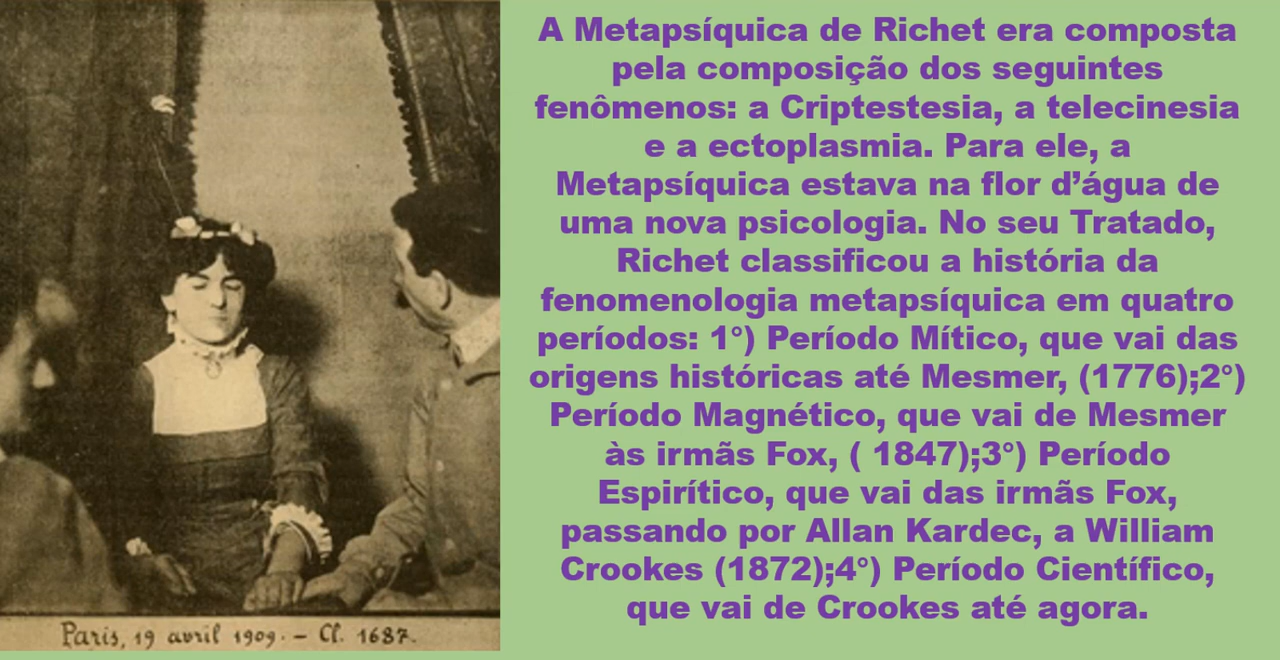 A Metapsíquica de Richet era composta
pela composição dos seguintes
fenômenos: a Criptestesia, a telecinesia
e a ectoplasmia. Para ele, a
Metapsíquica estava na flor d’água de
uma nova psicologia. No seu Tratado,
Richet classificou a história da
fenomenologia metapsíquica em quatro
períodos: 1°) Período Mítico, que vai das
origens históricas até Mesmer, (1776);2°)
Período Magnético, que vai de Mesmer
às irmãs Fox, ( 1847);3°) Período
Espirítico, que vai das irmãs Fox,
passando por Allan Kardec, a William
Crookes (1872);4°) Período Científico,
que vai de Crookes até agora.
Paris, 19 avril 1909. – Cl. 1687.